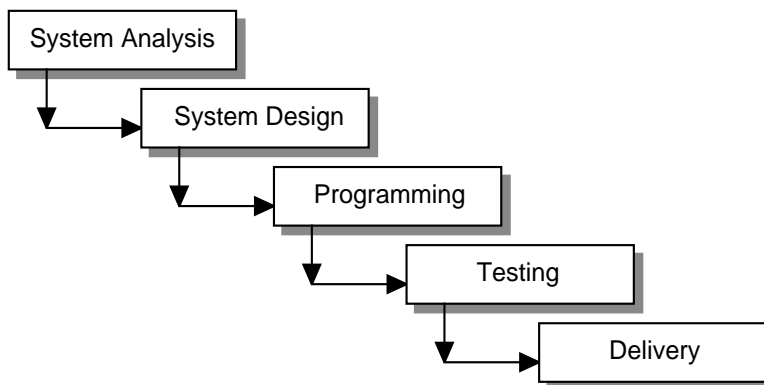 System Analysis
System Design
Programming
Testing
Delivery